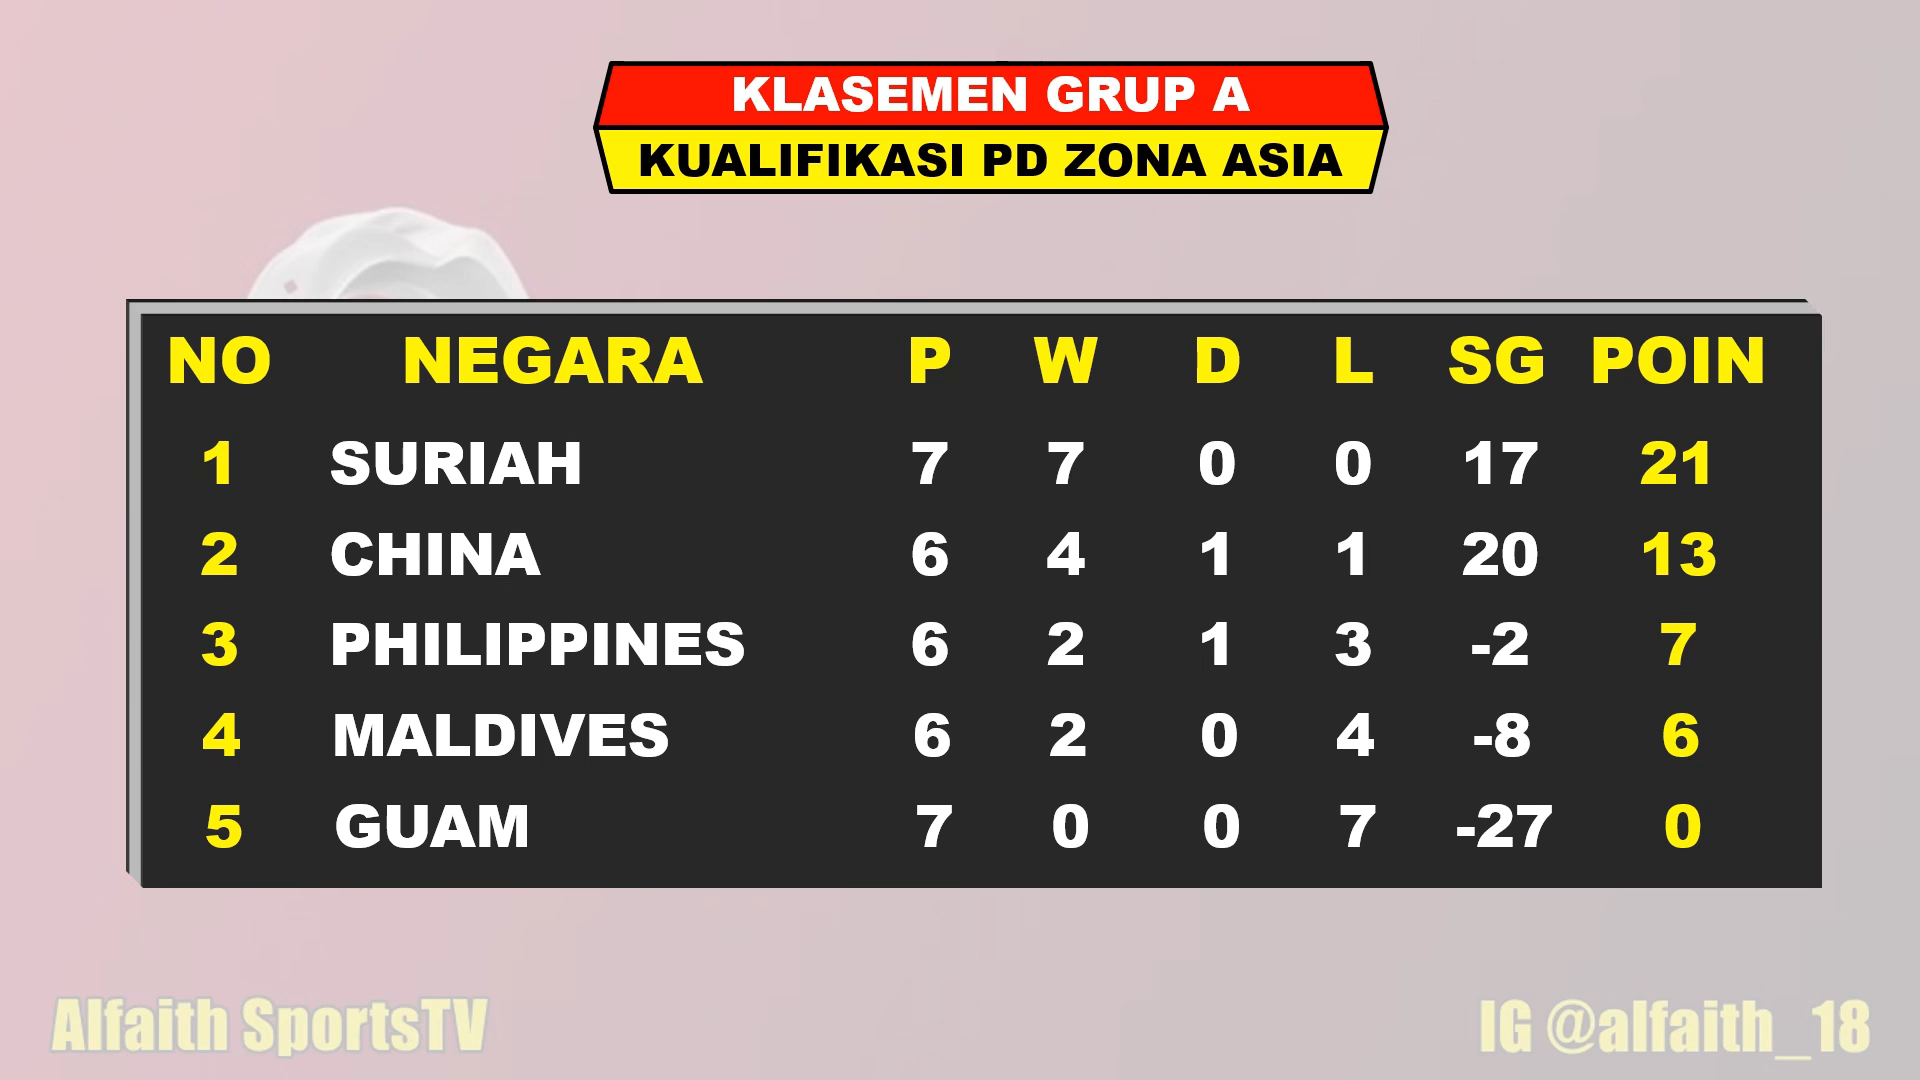 KLASEMEN GRUP A
KUALIFIKASI PD ZONA ASIA
NO NEGARA P W D L SG POIN
1 SURIAH 7 7 0 0 17 21
2 CHINA 6 4 1 1 20 13
3 PHILIPPINES 6 2 1 3 -2 7
4 MALDIVES 6 2 0 4 -8 6
5 GUAM 7 0 0 7 -27 0
Alfaith SportsTV
IG @alfaith_18